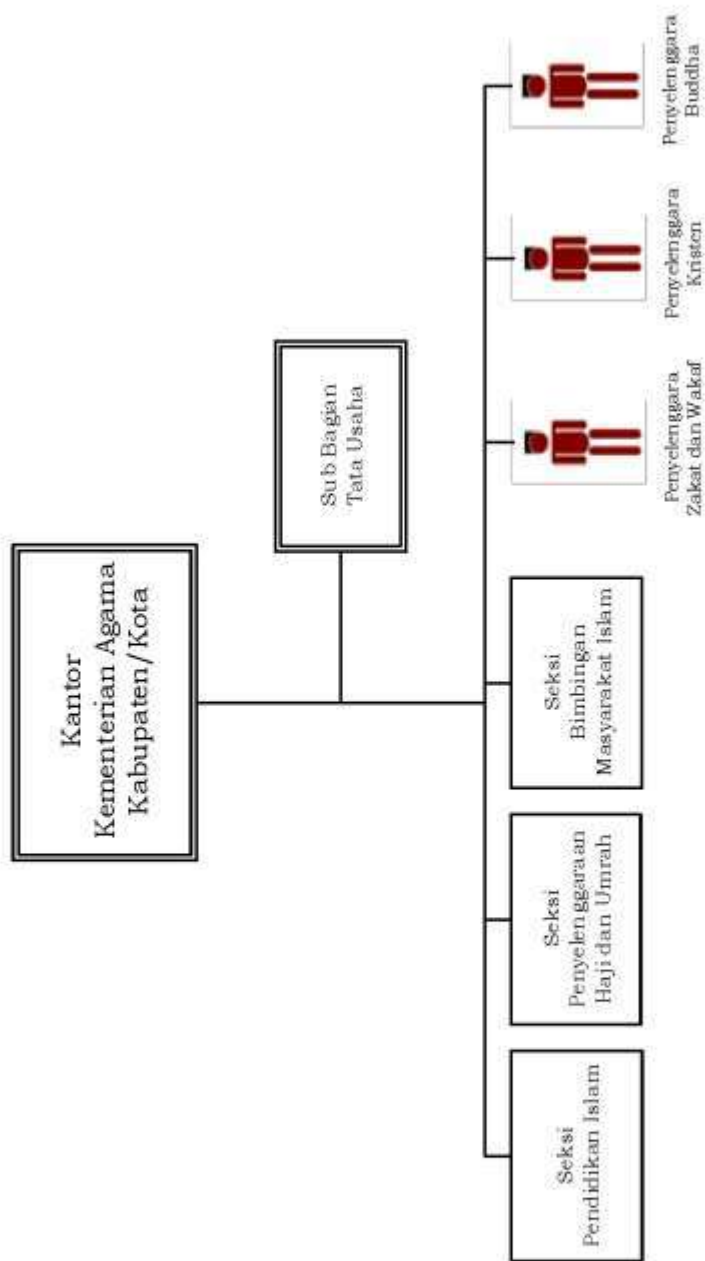 Kantor
Kementerian Agama
Kabupaten/Kota
Sub Bagian
Tata Usaha
Seksi
Pendidikan Islam
Seksi
Penyelenggaraan
Haji dan Umrah
Seksi
Bimbingan
Masyarakat Islam
Penyelenggara
Zakat dan Wakaf
Penyelenggara
Kristen
Penyelenggara
Buddha